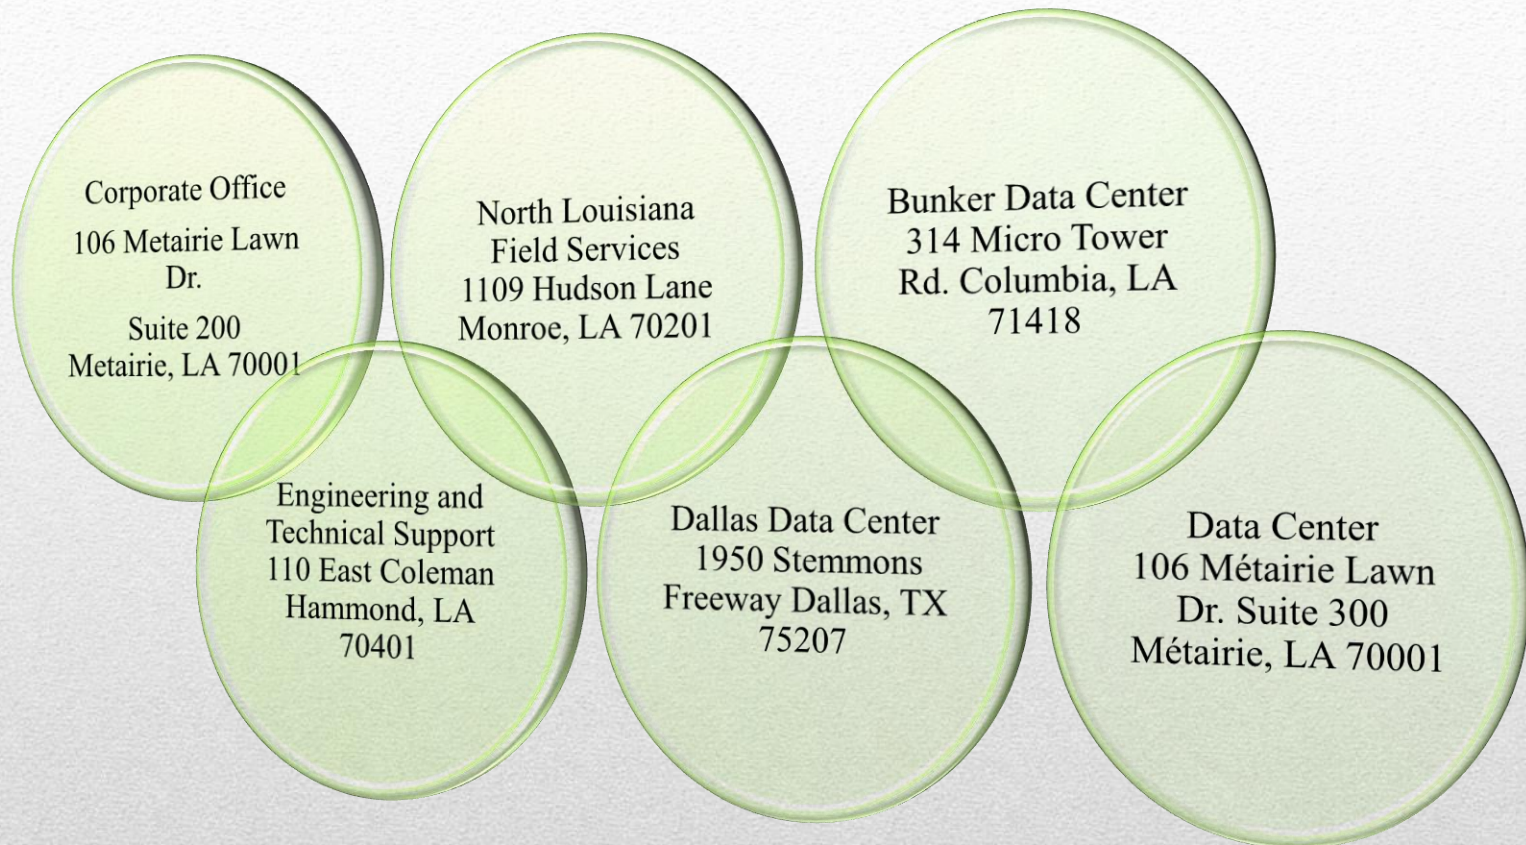 Corporate Office
106 Metairie Lawn
Dr.
Suite 200
Metairie, LA 70001
North Louisiana
Field Services
1109 Hudson Lane
Monroe, LA 70201
Bunker Data Center
314 Micro Tower
Rd. Columbia, LA
71418
Engineering and
Technical Support
110 East Coleman
Hammond, LA
70401
Dallas Data Center
1950 Stemmons
Freeway Dallas, TX
75207
Data Center
106 Métairie Lawn
Dr. Suite 300
Métairie, LA 70001